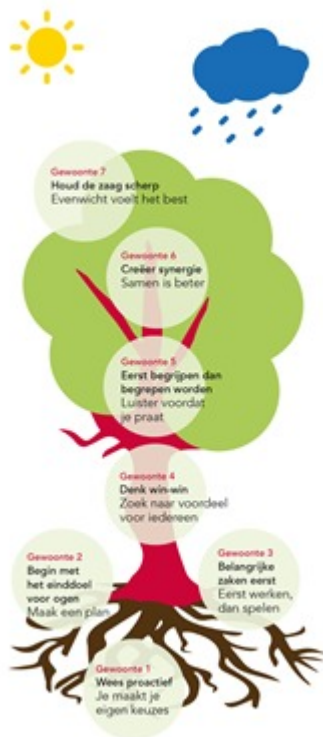 Gewoonte 7
Houd de zaag scherp
Evenwicht voelt het best
Gewoonte 6
Creëer synergie
Samen is beter
Gewoonte 5
Eerst begrijpen dan
begrepen worden
Luister voordat
je praat
Gewoonte 4
Denk win-win
Zoek naar voordeel
voor iedereen
Gewoonte 2
Begin met
het einddoel
voor ogen
Maak een plan
Gewoonte 3
Belangrijke
zaken eerst
Eerst werken,
dan spelen
Gewoonte 1
Wees proactief
Je maakt je
eigen keuzes